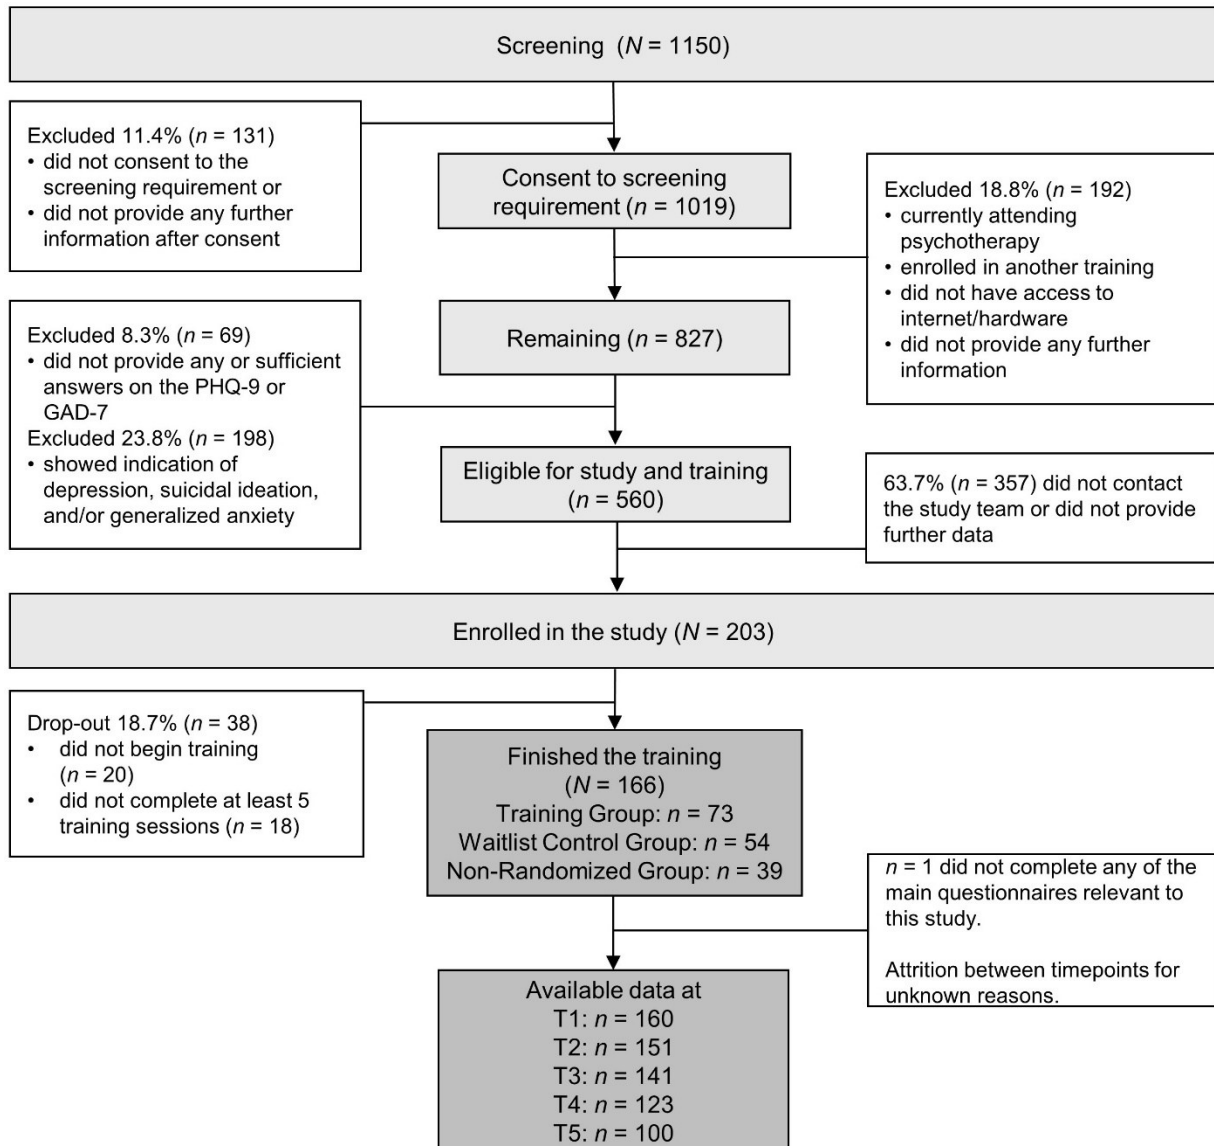 Screening (N = 1150)
Excluded 11.4% (n = 131)
• did not consent to the
screening requirement or
• did not provide any further
information after consent
Consent to screening
requirement (n = 1019)
Excluded 18.8% (n = 192)
• currently attending
psychotherapy
• enrolled in another training
• did not have access to
internet/hardware
• did not provide any further
information
Remaining (n = 827)
Excluded 8.3% (n = 69)
• did not provide any or sufficient
answers on the PHQ-9 or
GAD-7
Excluded 23.8% (n = 198)
• showed indication of
depression, suicidal ideation,
and/or generalized anxiety
Eligible for study and training
(n = 560)
63.7% (n = 357) did not contact
the study team or did not provide
further data
Enrolled in the study (N = 203)
Drop-out 18.7% (n = 38)
• did not begin training
(n = 20)
• did not complete at least 5
training sessions (n = 18)
Finished the training
(N = 166)
Training Group: n = 73
Waitlist Control Group: n = 54
Non-Randomized Group: n = 39
n = 1 did not complete any of the
main questionnaires relevant to
this study.
Attrition between timepoints for
unknown reasons.
Available data at
T1: n = 160
T2: n = 151
T3: n = 141
T4: n = 123
T5: n = 100